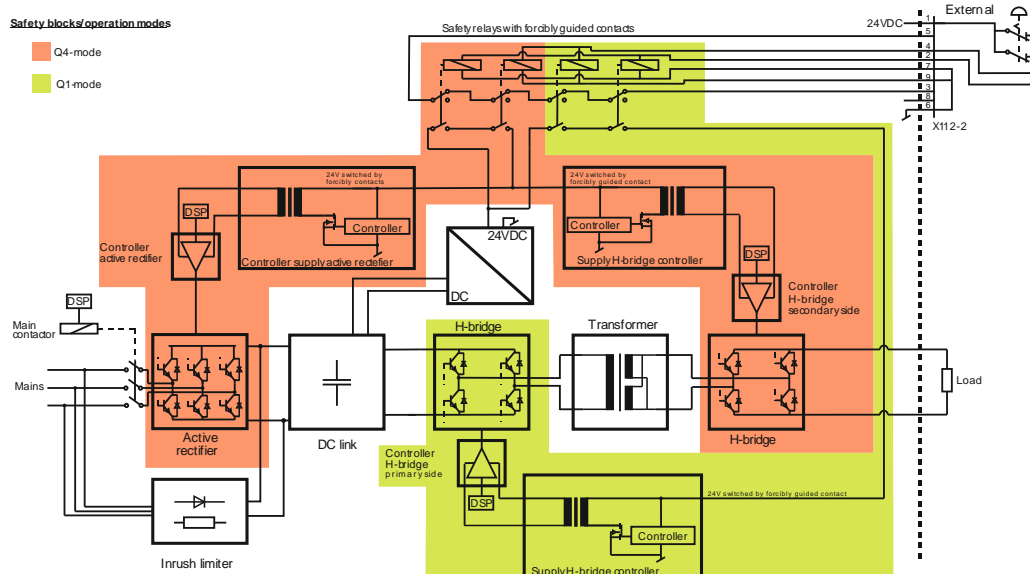 Safety blocks/operation modes
Q4-mode
Q1-mode
External
24VDC
1
5
Safety relays with forcibly guided contacts
4
2
7
9
3
8
6
X112-2
24V switched by
forcibly contacts
24V switched by
forcibly guided contact
DSP
Controller
Controller
DSP
24VDC
Controller
active rectifier
Controller supply active rectefier
Supply H-bridge controller
DC
Controller
H-bridge
secondary side
DSP
Main
contactor
H-bridge
Transformer
Mains
Load
Active
rectifier
DC link
H-bridge
Controller
H-bridge
primary side
DSP
24V switched by forcibly guided contact
Controller
Inrush limiter
Supply H-bridge controller